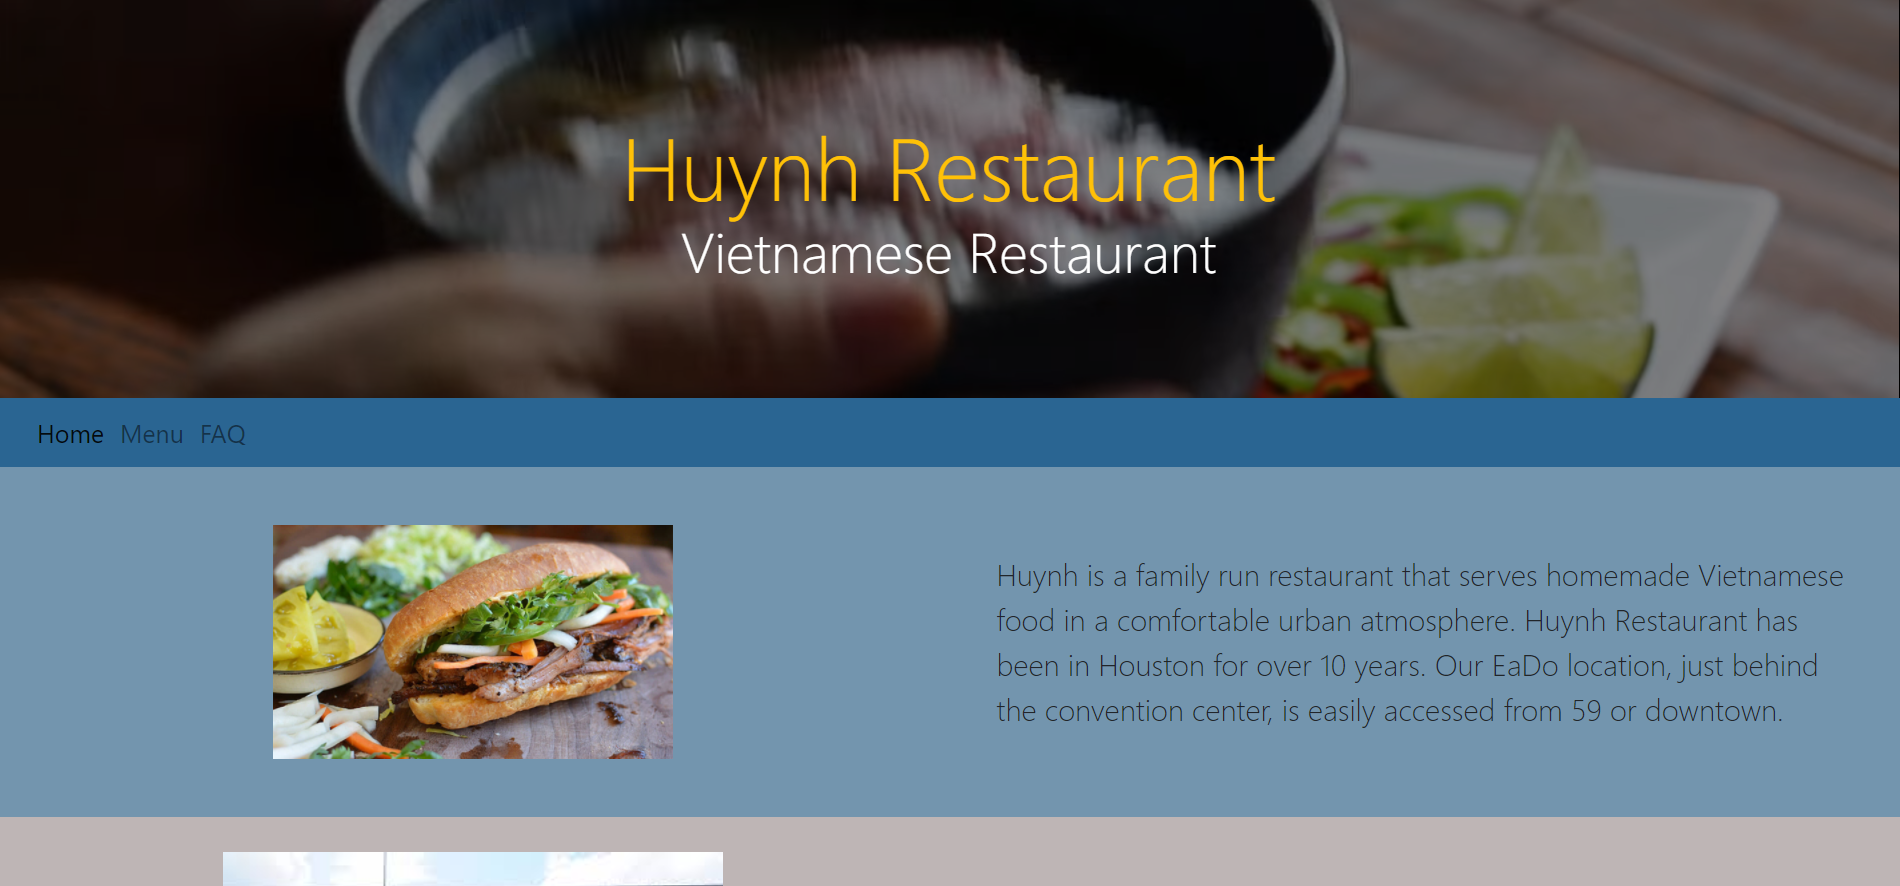 Huynh Restaurant
Vietnamese Restaurant
Home Menu FAQ
Huynh is a family run restaurant that serves homemade Vietnamese
food in a comfortable urban atmosphere. Huynh Restaurant has
been in Houston for over 10 years. Our EaDo location, just behind
the convention center, is easily accessed from 59 or downtown.